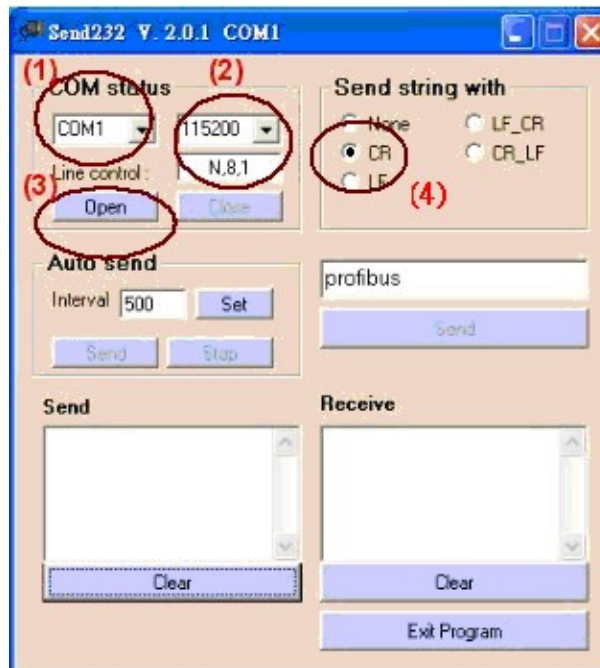 Send232 V. 2.0.1 COM1
(1)
(2)
COM status
COM1
115200
Line control :
N,8,1
(3)
Open
Close
Send string with
None
LF_CR
CR
CR_LF
LF
(4)
Auto send
Interval
500
Set
Send
Stop
profibus
Send
Send
Receive
Clear
Clear
Exit Program